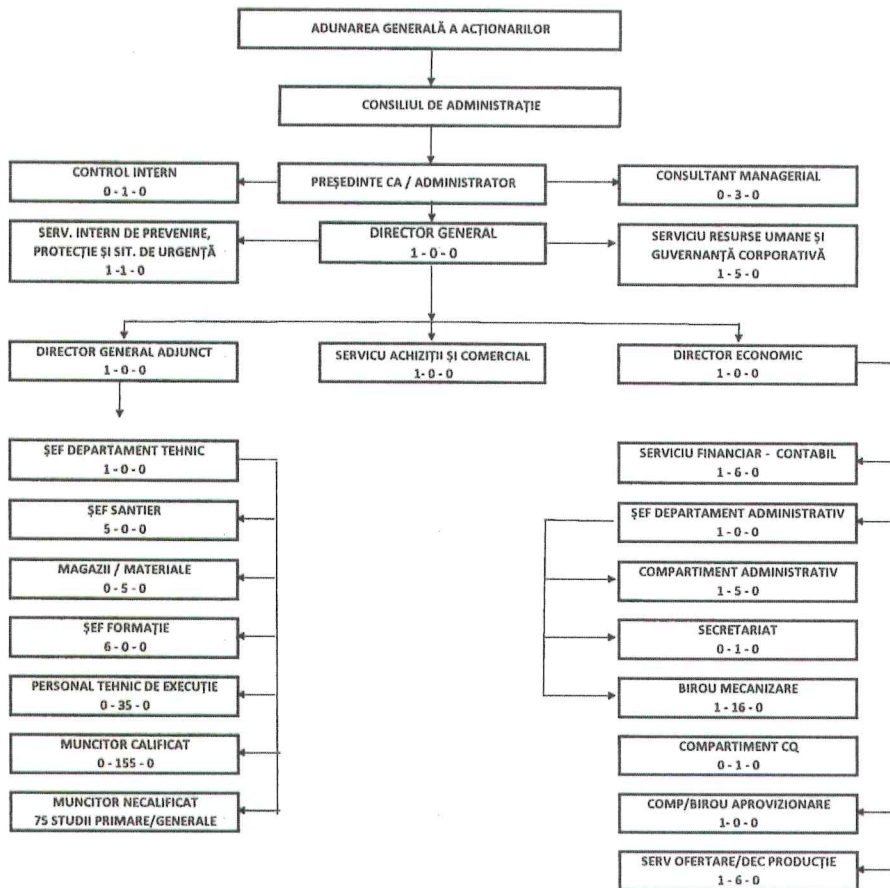 ADUNAREA GENERALĂ A ACȚIONARILOR
CONSILIUL DE ADMINISTRAȚIE
CONTROL INTERN
0 - 1 - 0
PREȘEDINTE CA / ADMINISTRATOR
CONSULTANT MANAGERIAL
0 - 3 - 0
SERV. INTERN DE PREVENIRE,
PROTECȚIE ȘI SIT. DE URGENȚĂ
1 -1 - 0
DIRECTOR GENERAL
1 - 0 - 0
SERVICIU RESURSE UMANE ȘI
GUVERNANȚĂ CORPORATIVĂ
1 - 5 - 0
DIRECTOR GENERAL ADJUNCT
1 - 0 - 0
SERVICU ACHIZIȚII ȘI COMERCIAL
1- 0 - 0
DIRECTOR ECONOMIC
1 - 0 - 0
ȘEF DEPARTAMENT TEHNIC
1 - 0 - 0
ȘEF SANTIER
5 - 0 - 0
MAGAZII / MATERIALE
0 - 5 - 0
ȘEF FORMAȚIE
6 - 0 - 0
PERSONAL TEHNIC DE EXECUȚIE
0 - 35 - 0
MUNCITOR CALIFICAT
0 -155 - 0
MUNCITOR NECALIFICAT
75 STUDII PRIMARE/GENERALE
SERVICIU FINANCIAR - CONTABIL
1 - 6 - 0
ȘEF DEPARTAMENT ADMINISTRATIV
1 - 0 - 0
COMPARTIMENT ADMINISTRATIV
1 - 5 - 0
SECRETARIAT
0 - 1 - 0
BIROU MECANIZARE
1 - 16 - 0
COMPARTIMENT CQ
0 - 1 - 0
COMP/BIROU APROVIZIONARE
1- 0 - 0
SERV OFERTARE/DEC PRODUCȚIE
1 - 6 - 0